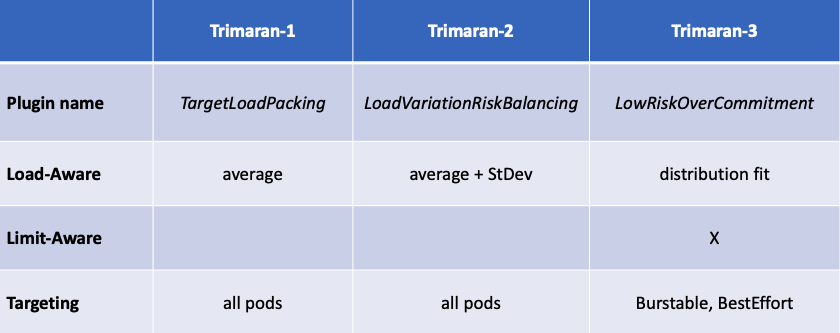 Trimaran-1 Trimaran-2 Trimaran-3
Plugin name TargetLoadPacking LoadVariationRiskBalancing LowRiskOverCommitment
Load-Aware average average + StDev distribution fit
Limit-Aware X
Targeting all pods all pods Burstable, BestEffort